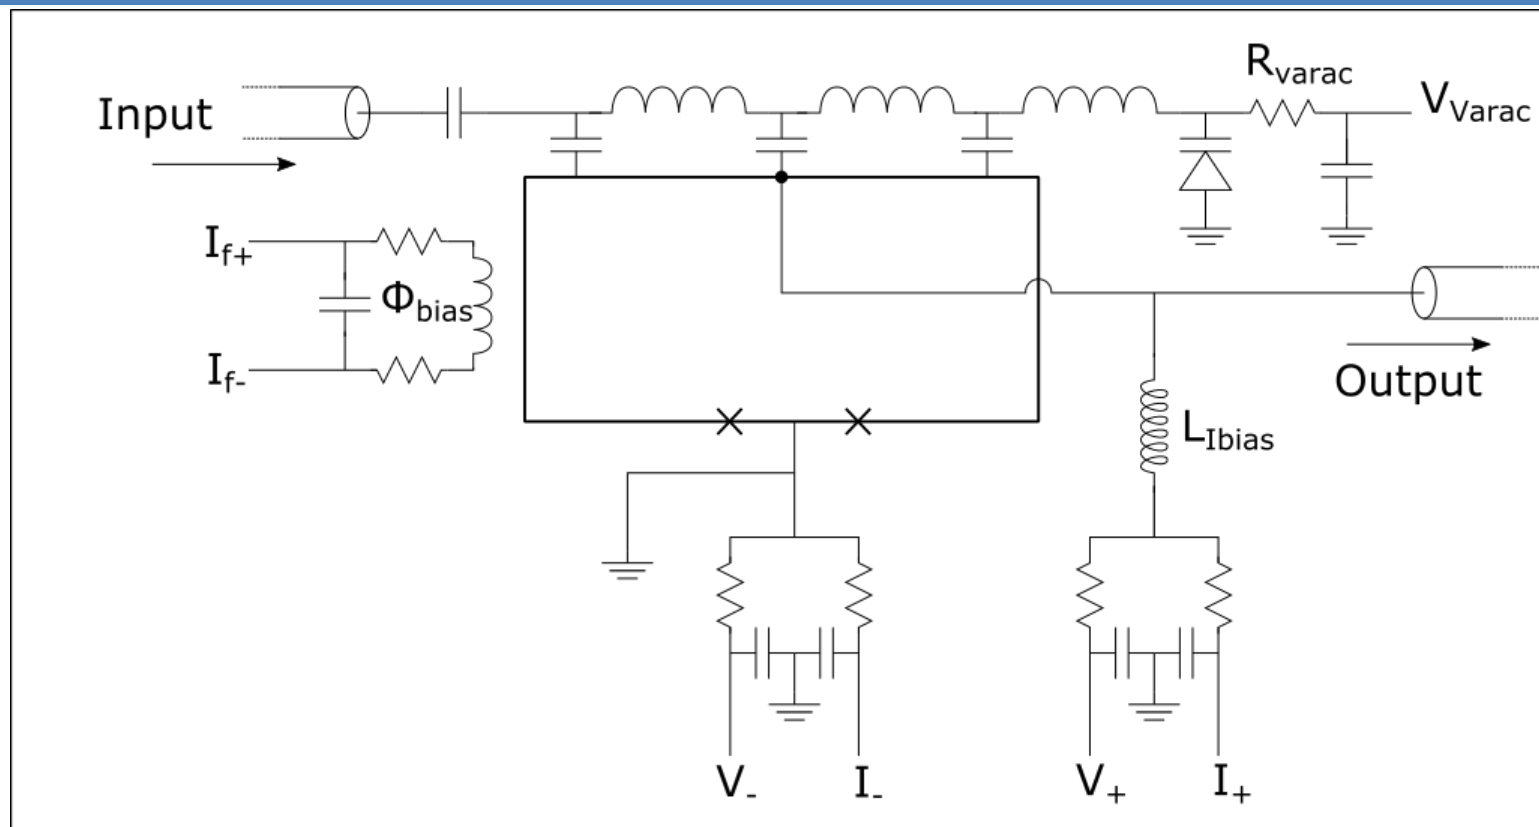 R_varac
Input
V_Varac
I_f+
Φ_bias
I_f-
Output
L_Ibias
V_- I_- V_+ I_+